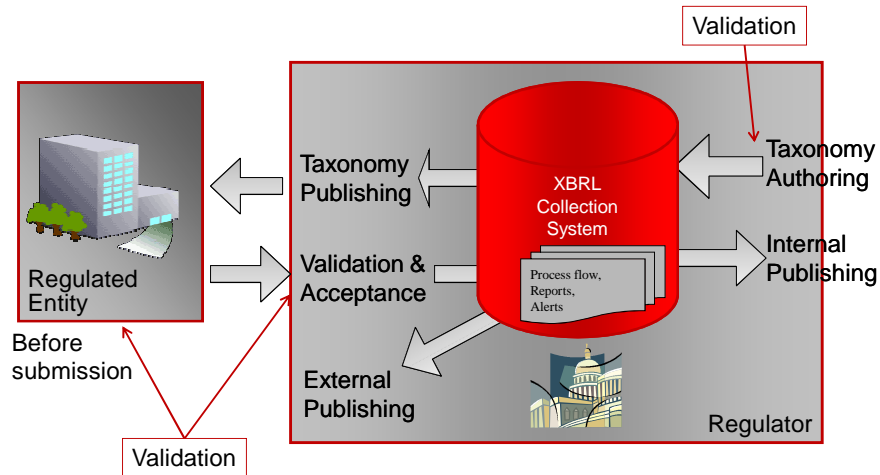 Validation
Taxonomy
Publishing
XBRL
Collection
System
Taxonomy
Authoring
Regulated
Entity
Validation &
Acceptance
Process flow,
Reports,
Alerts
Internal
Publishing
Before
submission
External
Publishing
Regulator
Validation